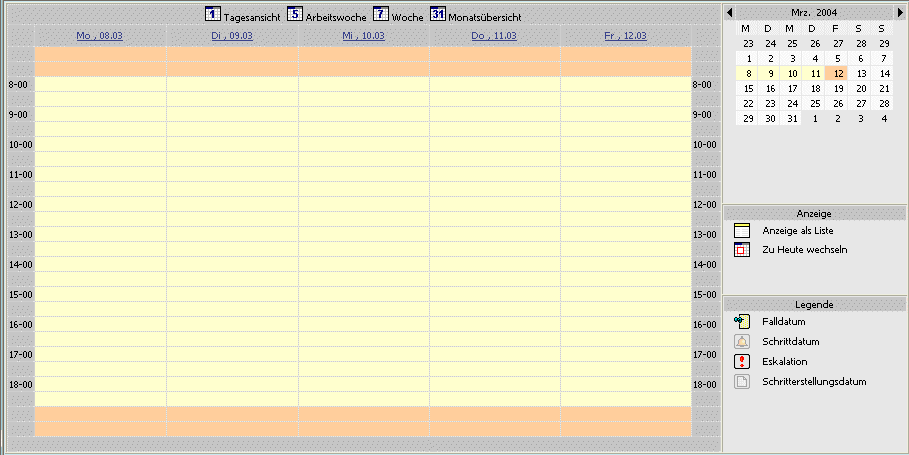 1 Tagesansicht 5 Arbeitswoche 7 Woche 31 Monatsübersicht
Mo , 08.03 Di , 09.03 Mi , 10.03 Do , 11.03 Fr , 12.03
8-00 8-00
9-00 9-00
10-00 10-00
11-00 11-00
12-00 12-00
13-00 13-00
14-00 14-00
15-00 15-00
16-00 16-00
17-00 17-00
18-00 18-00
Mrz. 2004
M D M D F S S
23 24 25 26 27 28 29
1 2 3 4 5 6 7
8 9 10 11 12 13 14
15 16 17 18 19 20 21
22 23 24 25 26 27 28
29 30 31 1 2 3 4
Anzeige
Anzeige als Liste
Zu Heute wechseln
Legende
Falldatum
Schrittdatum
Eskalation
Schritterstellungsdatum